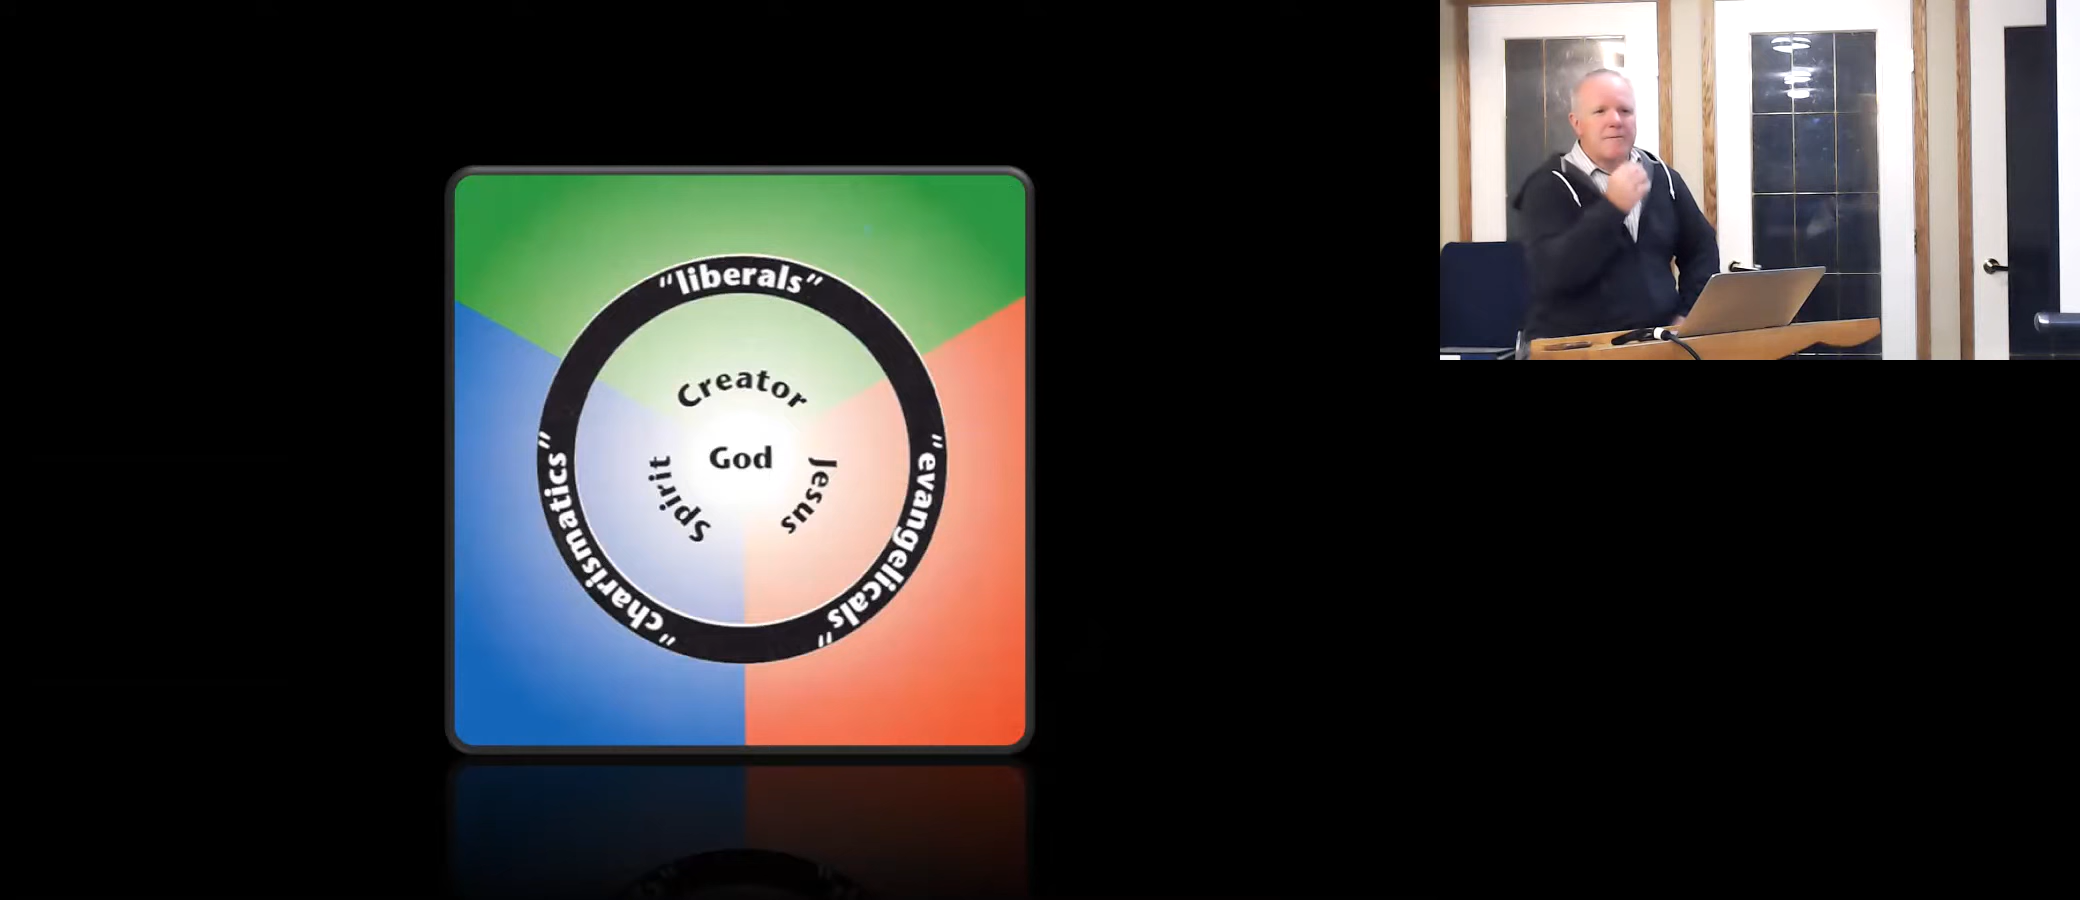 "liberals"
Creator
God
Spirit
Jesus
"charismatics"
"evangelicals"